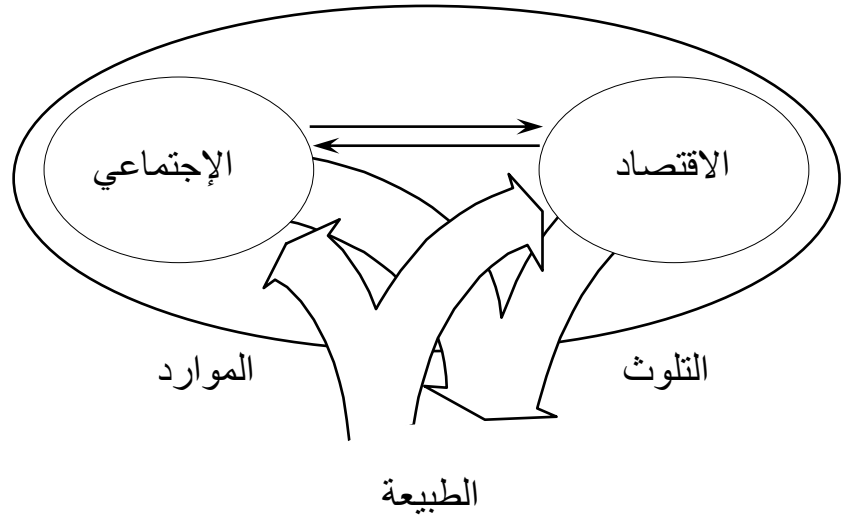 الاقتصاد
الإجتماعي
التلوث
الموارد
الطبيعة